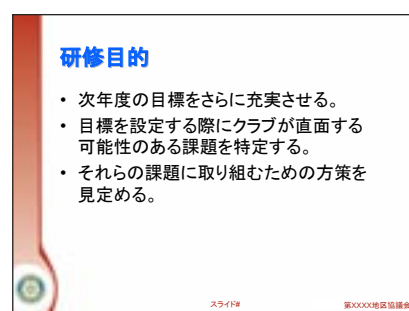 研修目的
• 次年度の目標をさらに充実させる。
• 目標を設定する際にクラブが直面する
可能性のある課題を特定する。
• それらの課題に取り組むための方策を
見定める。
スライド# 第XXXX地区協議会